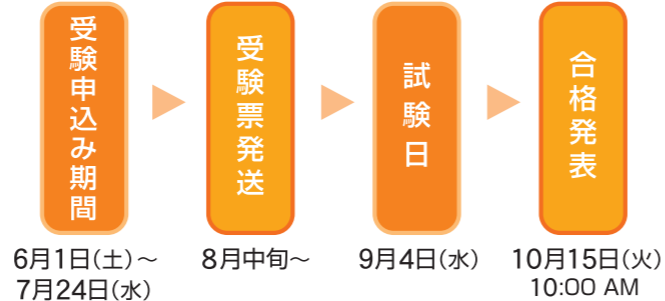 受験申込み期間
6月1日(土)〜
7月24日(水)
受験票発送
8月中旬〜
試験日
9月4日(水)
合格発表
10月15日(火)
10:00 AM